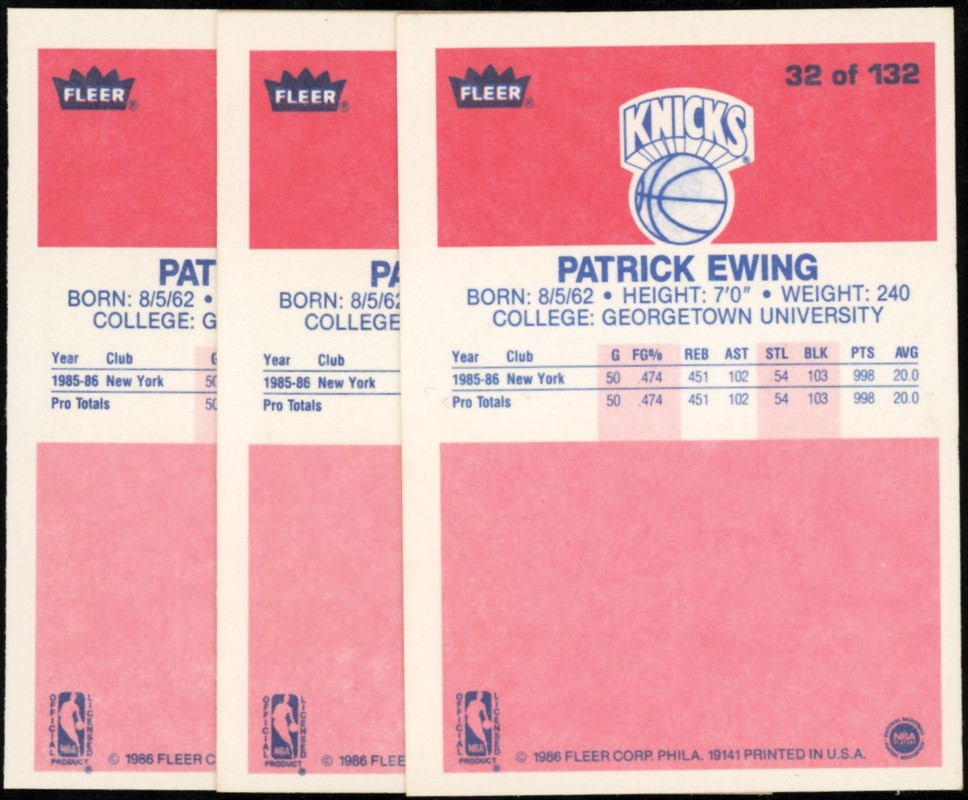 FLEER®
PAT
BORN: 8/5/62 •
COLLEGE: G
Year Club G
1985-86 New York 50
Pro Totals 50
OFFICIAL LICENSED
NBA
PRODUCT®
© 1986 FLEER C
FLEER®
PA
BORN: 8/5/62
COLLEGE:
Year Club
1985-86 New York
Pro Totals
OFFICIAL LICENSED
NBA
PRODUCT®
© 1986 FLEE
FLEER®
32 of 132
KNICKS®
PATRICK EWING
BORN: 8/5/62 • HEIGHT: 7'0" • WEIGHT: 240
COLLEGE: GEORGETOWN UNIVERSITY
Year Club G FG% REB AST STL BLK PTS AVG
1985-86 New York 50 .474 451 102 54 103 998 20.0
Pro Totals 50 .474 451 102 54 103 998 20.0
OFFICIAL LICENSED
NBA
PRODUCT®
© 1986 FLEER CORP. PHILA. 19141 PRINTED IN U.S.A.
NBA
PLAYERS